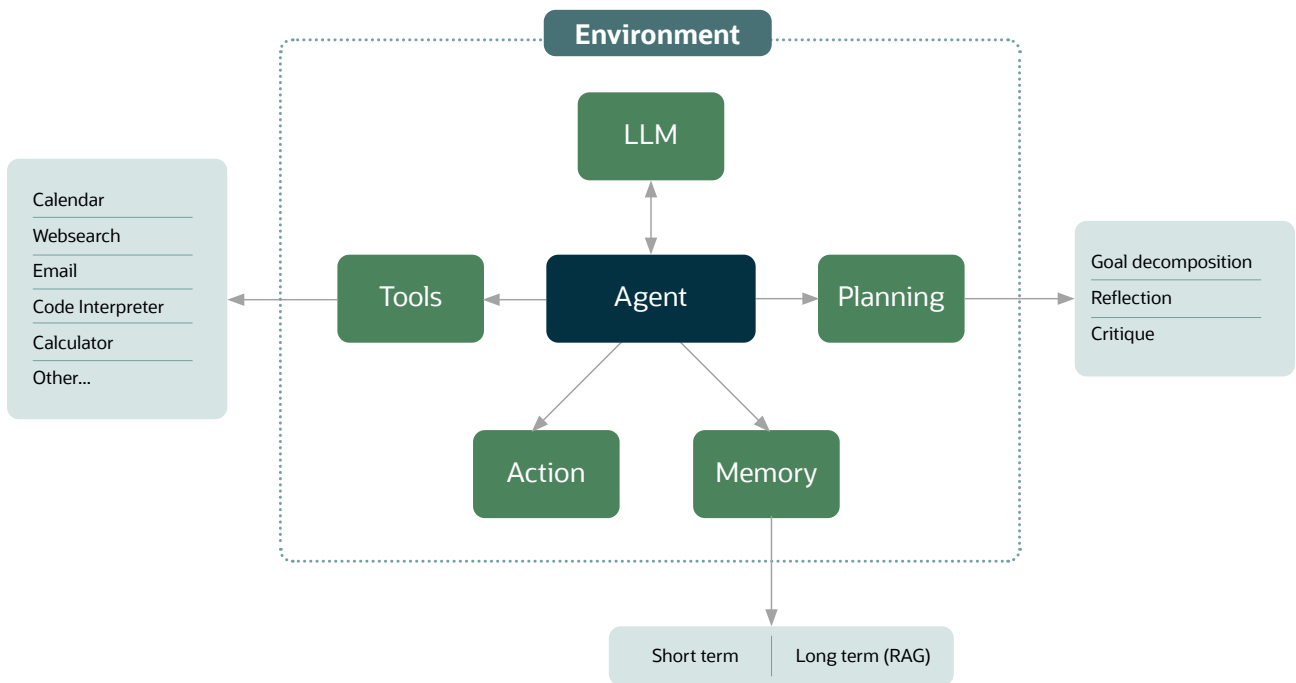 Environment
LLM
Calendar
Websearch
Email
Code Interpreter
Calculator
Other...
Tools
Agent
Planning
Goal decomposition
Reflection
Critique
Action
Memory
Short term
Long term (RAG)